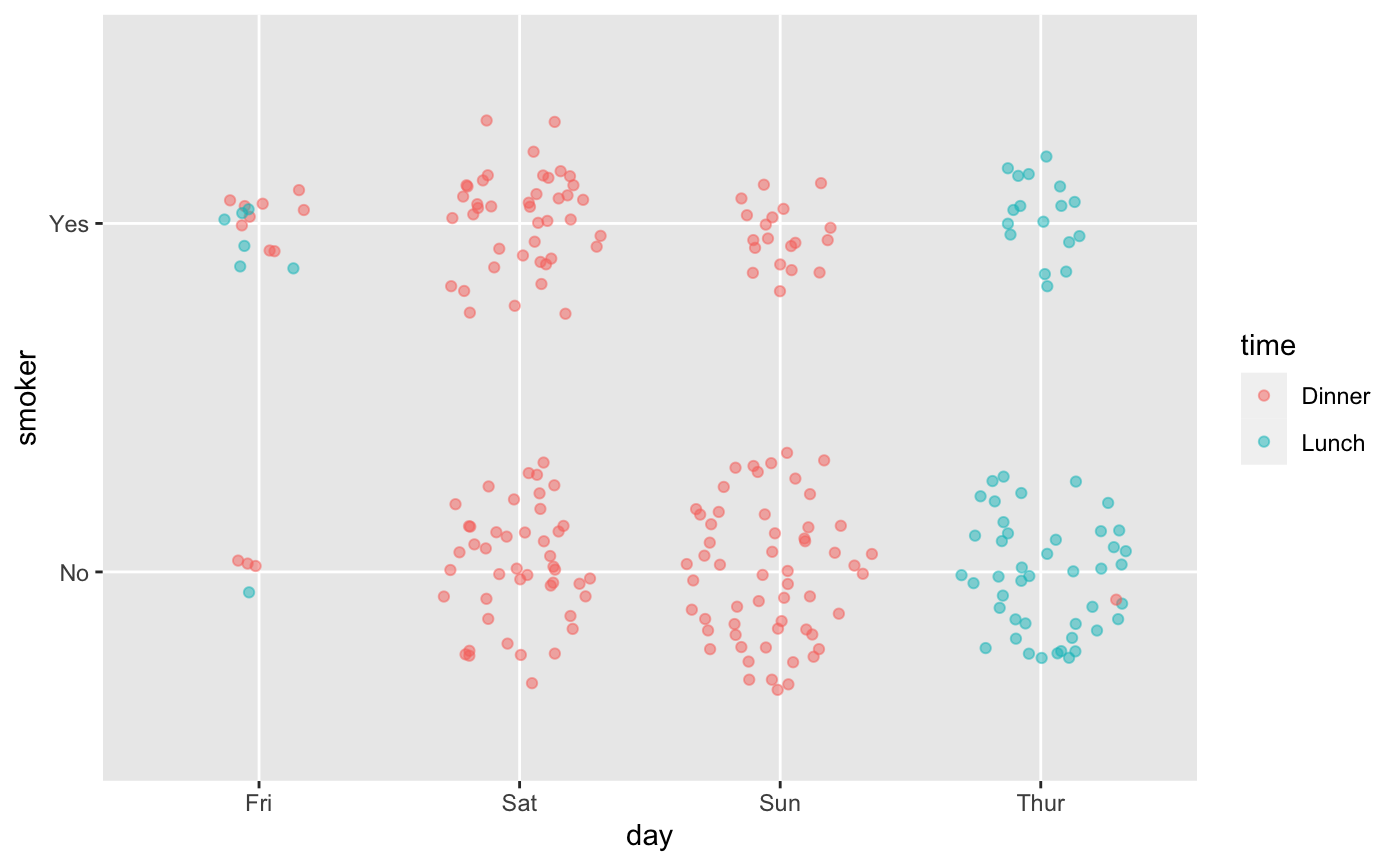 Yes
No
smoker
Fri Sat Sun Thur
day
time
Dinner
Lunch